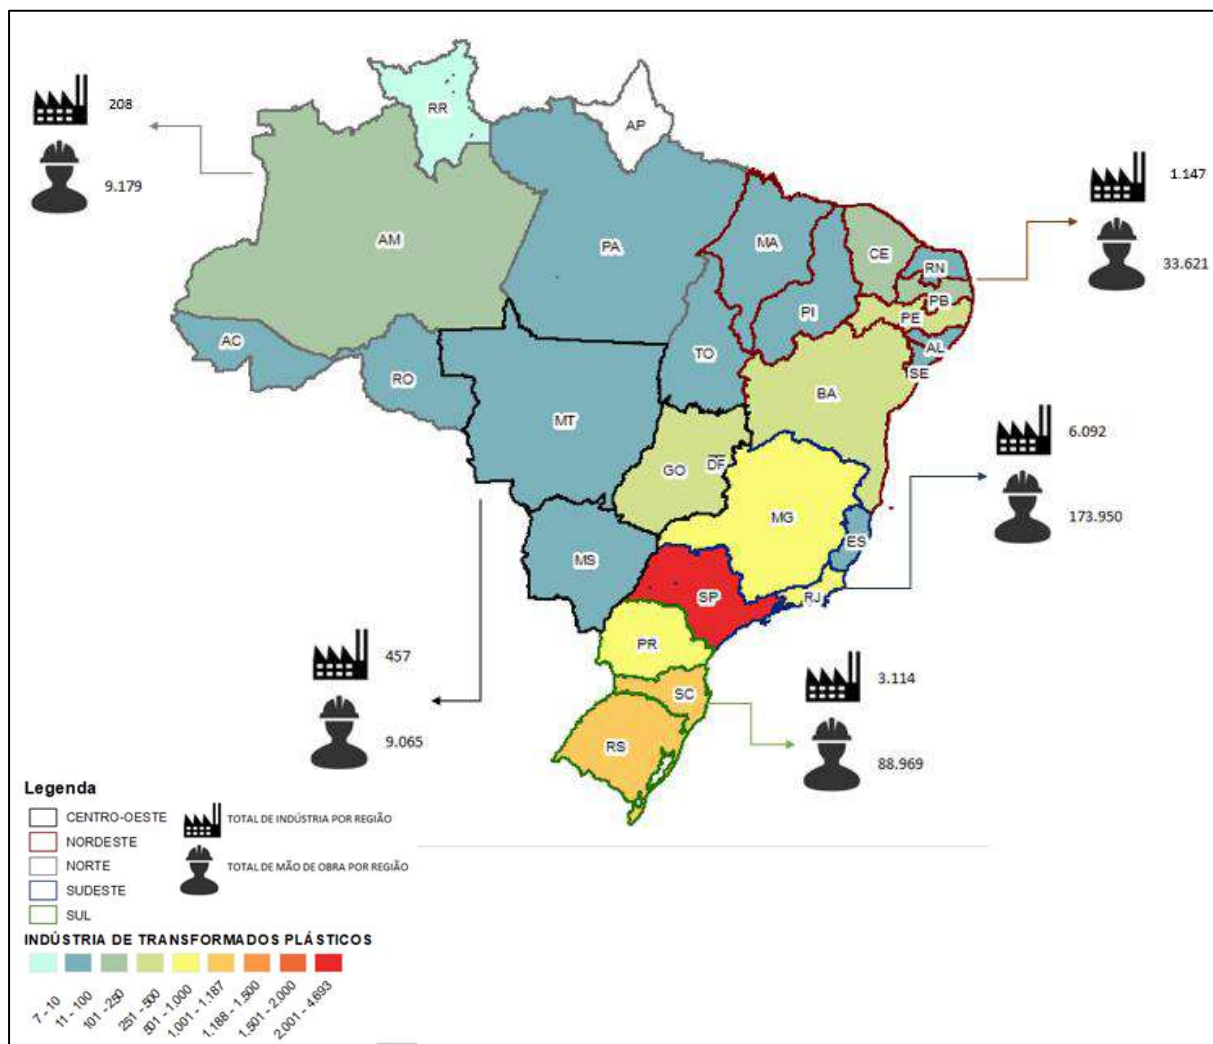 208
9.179
RR
AP
AM
PA
MA
CE
RN
PB
PE
PI
AL
SE
AC
RO
TO
BA
MT
GO
DF
MG
ES
MS
SP
RJ
PR
SC
RS
1.147
33.621
6.092
173.950
457
9.065
3.114
88.969
Legenda
CENTRO-OESTE
NORDESTE
NORTE
SUDESTE
SUL
TOTAL DE INDÚSTRIA POR REGIÃO
TOTAL DE MÃO DE OBRA POR REGIÃO
INDÚSTRIA DE TRANSFORMADOS PLÁSTICOS
7 - 10
11 - 100
101 - 250
251 - 500
501 - 1.000
1.001 - 1.187
1.188 - 1.500
1.501 - 2.000
2.001 - 4.693